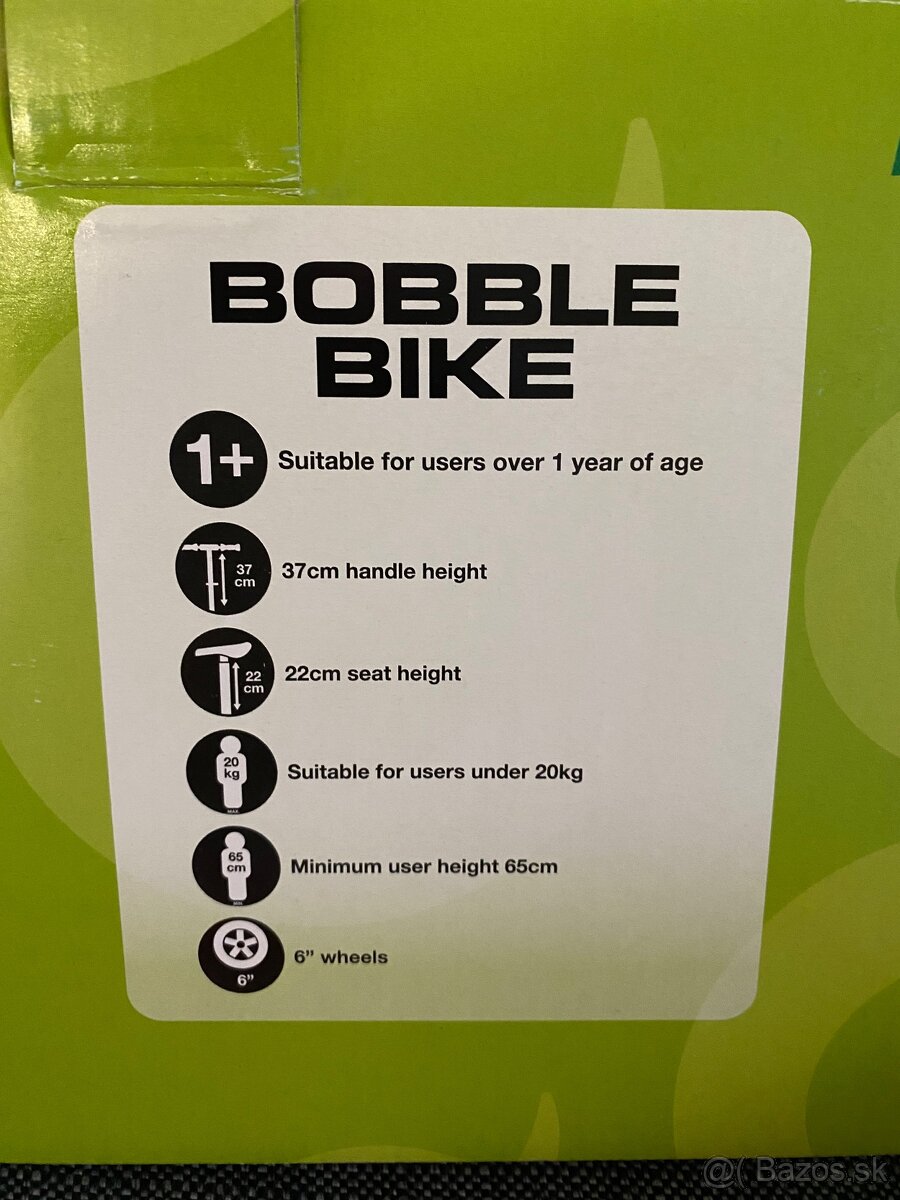 BOBBLE
BIKE
1+ Suitable for users over 1 year of age
37
cm
37cm handle height
22
cm
22cm seat height
20
kg
MAX
Suitable for users under 20kg
65
cm
MIN
Minimum user height 65cm
6”
6” wheels
@( Bazos.sk